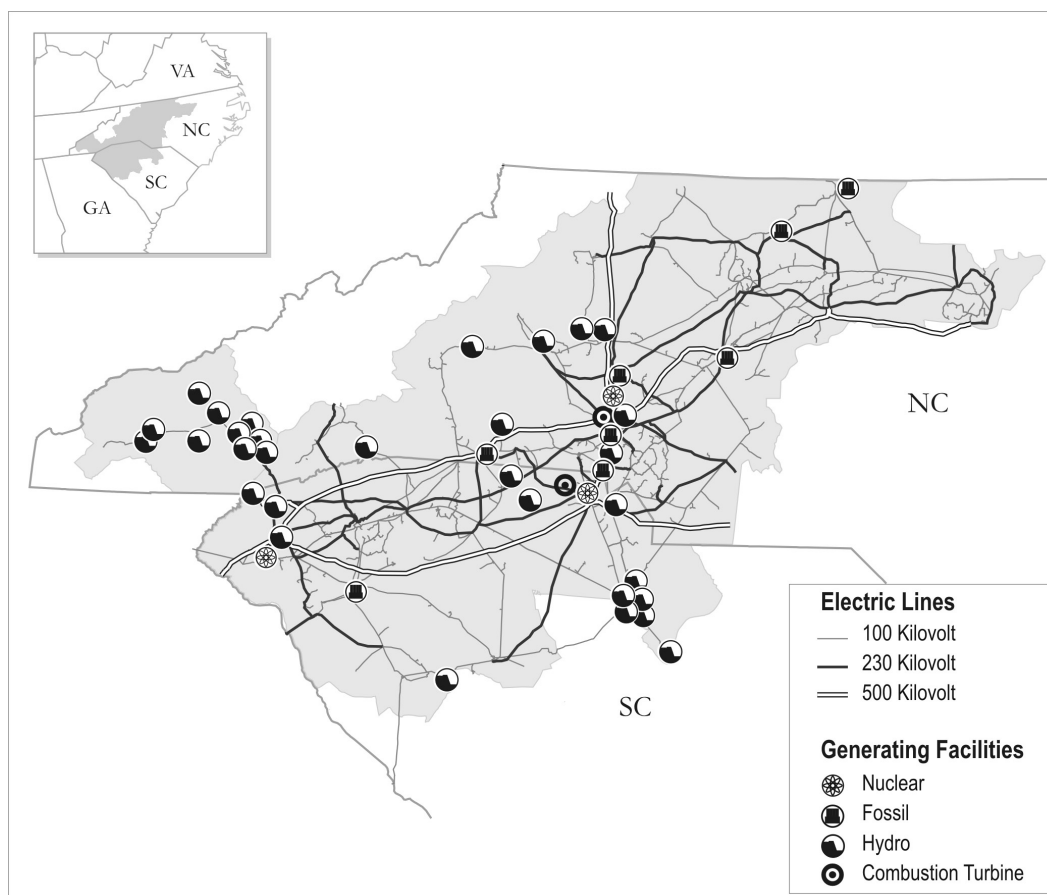 VA
NC
SC
GA
NC
SC
Electric Lines
100 Kilovolt
230 Kilovolt
500 Kilovolt
Generating Facilities
Nuclear
Fossil
Hydro
Combustion Turbine